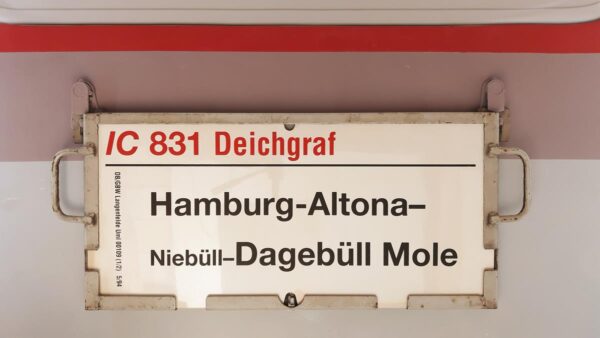 IC 831 Deichgraf
Hamburg-Altona–
Niebüll–Dagebüll Mole